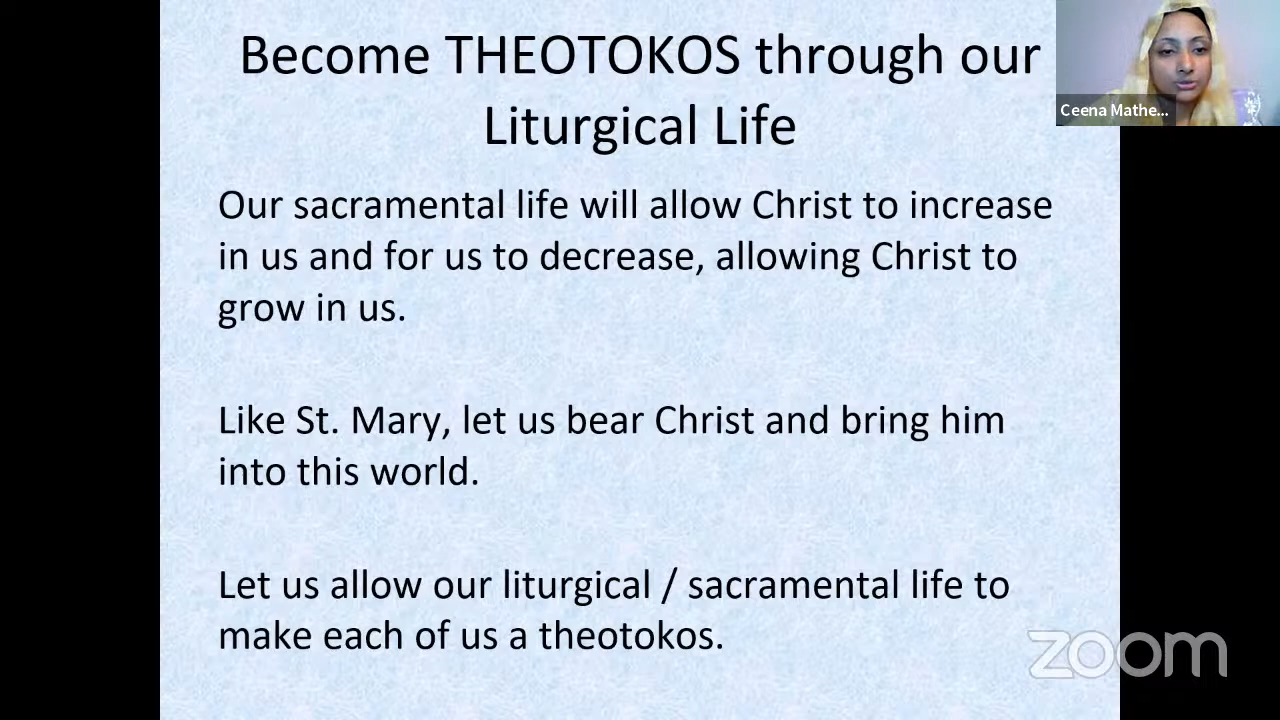 Become THEOTOKOS through our
Liturgical Life
Ceena Mathe...
Our sacramental life will allow Christ to increase
in us and for us to decrease, allowing Christ to
grow in us.
Like St. Mary, let us bear Christ and bring him
into this world.
Let us allow our liturgical / sacramental life to
make each of us a theotokos.
zoom